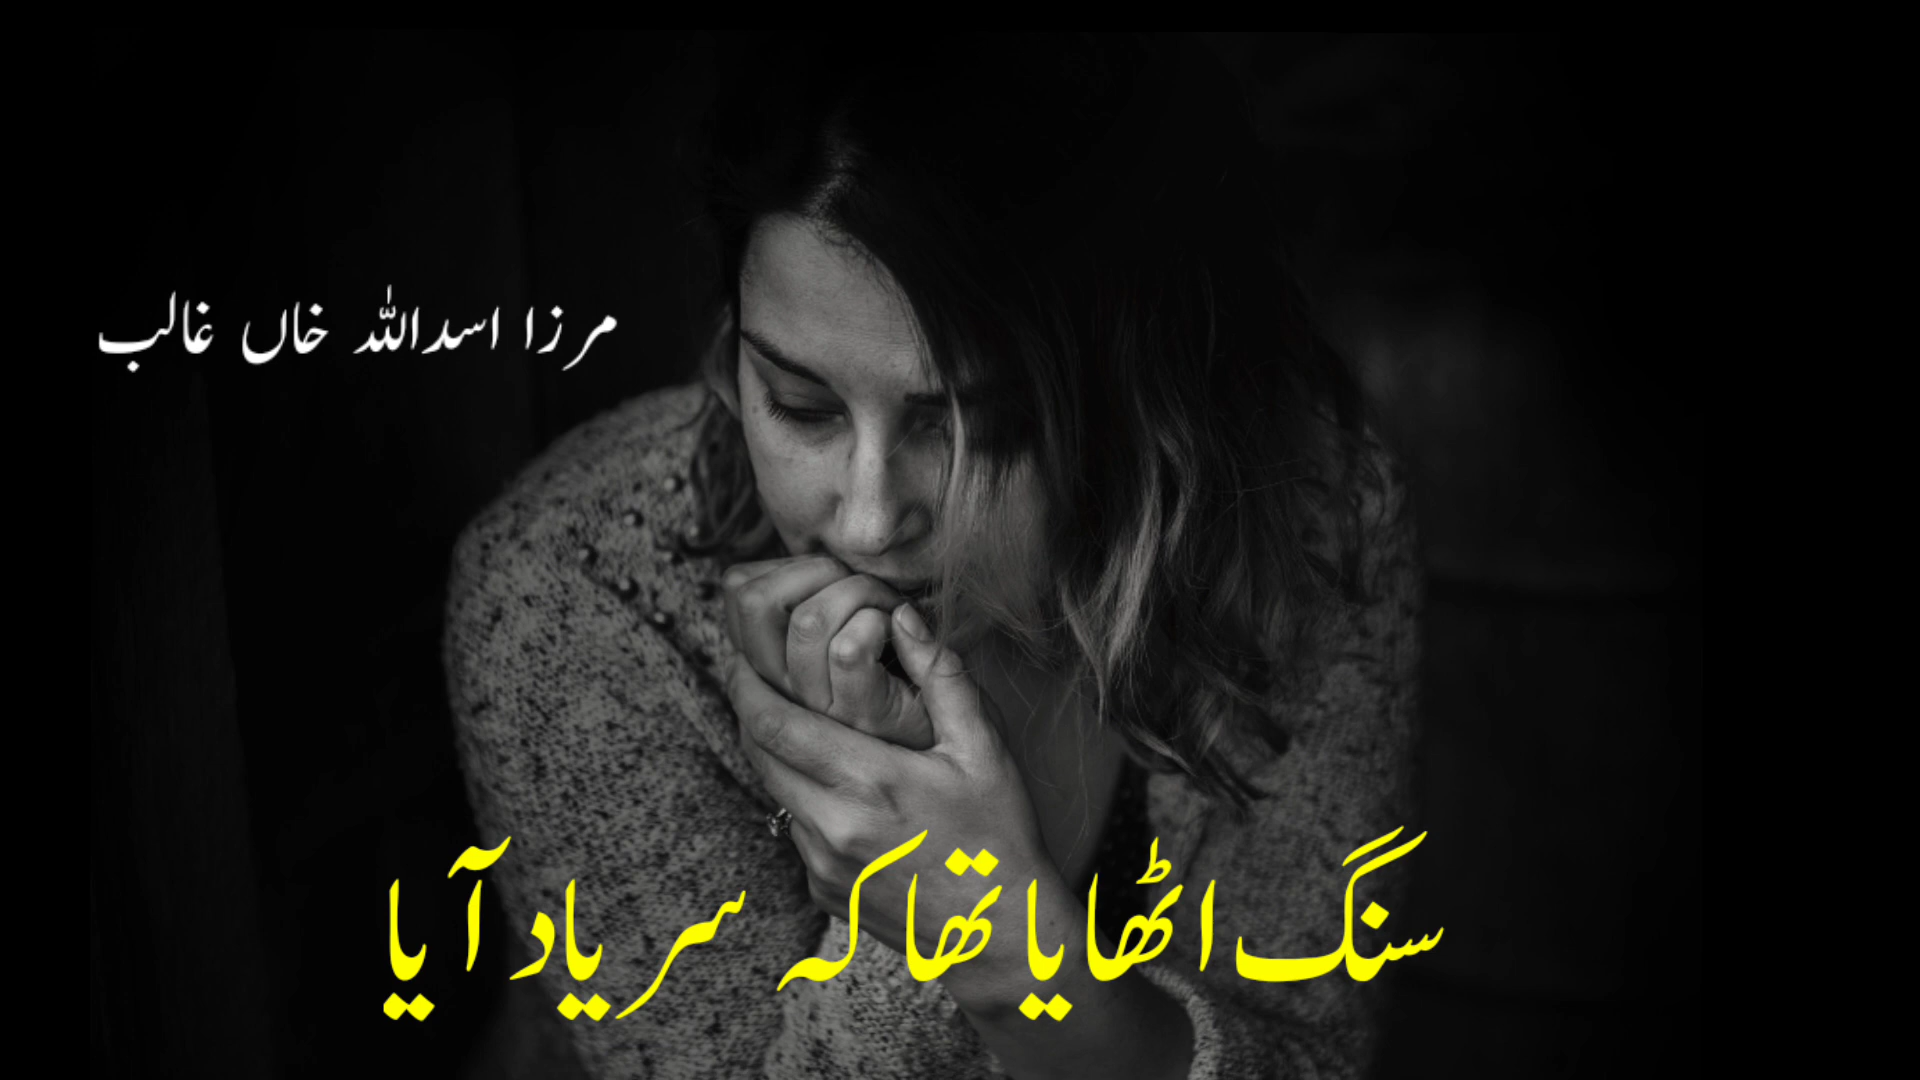 مرزا اسداللہ خاں غالب
سنگ اٹھایا تھا کہ سر یاد آیا